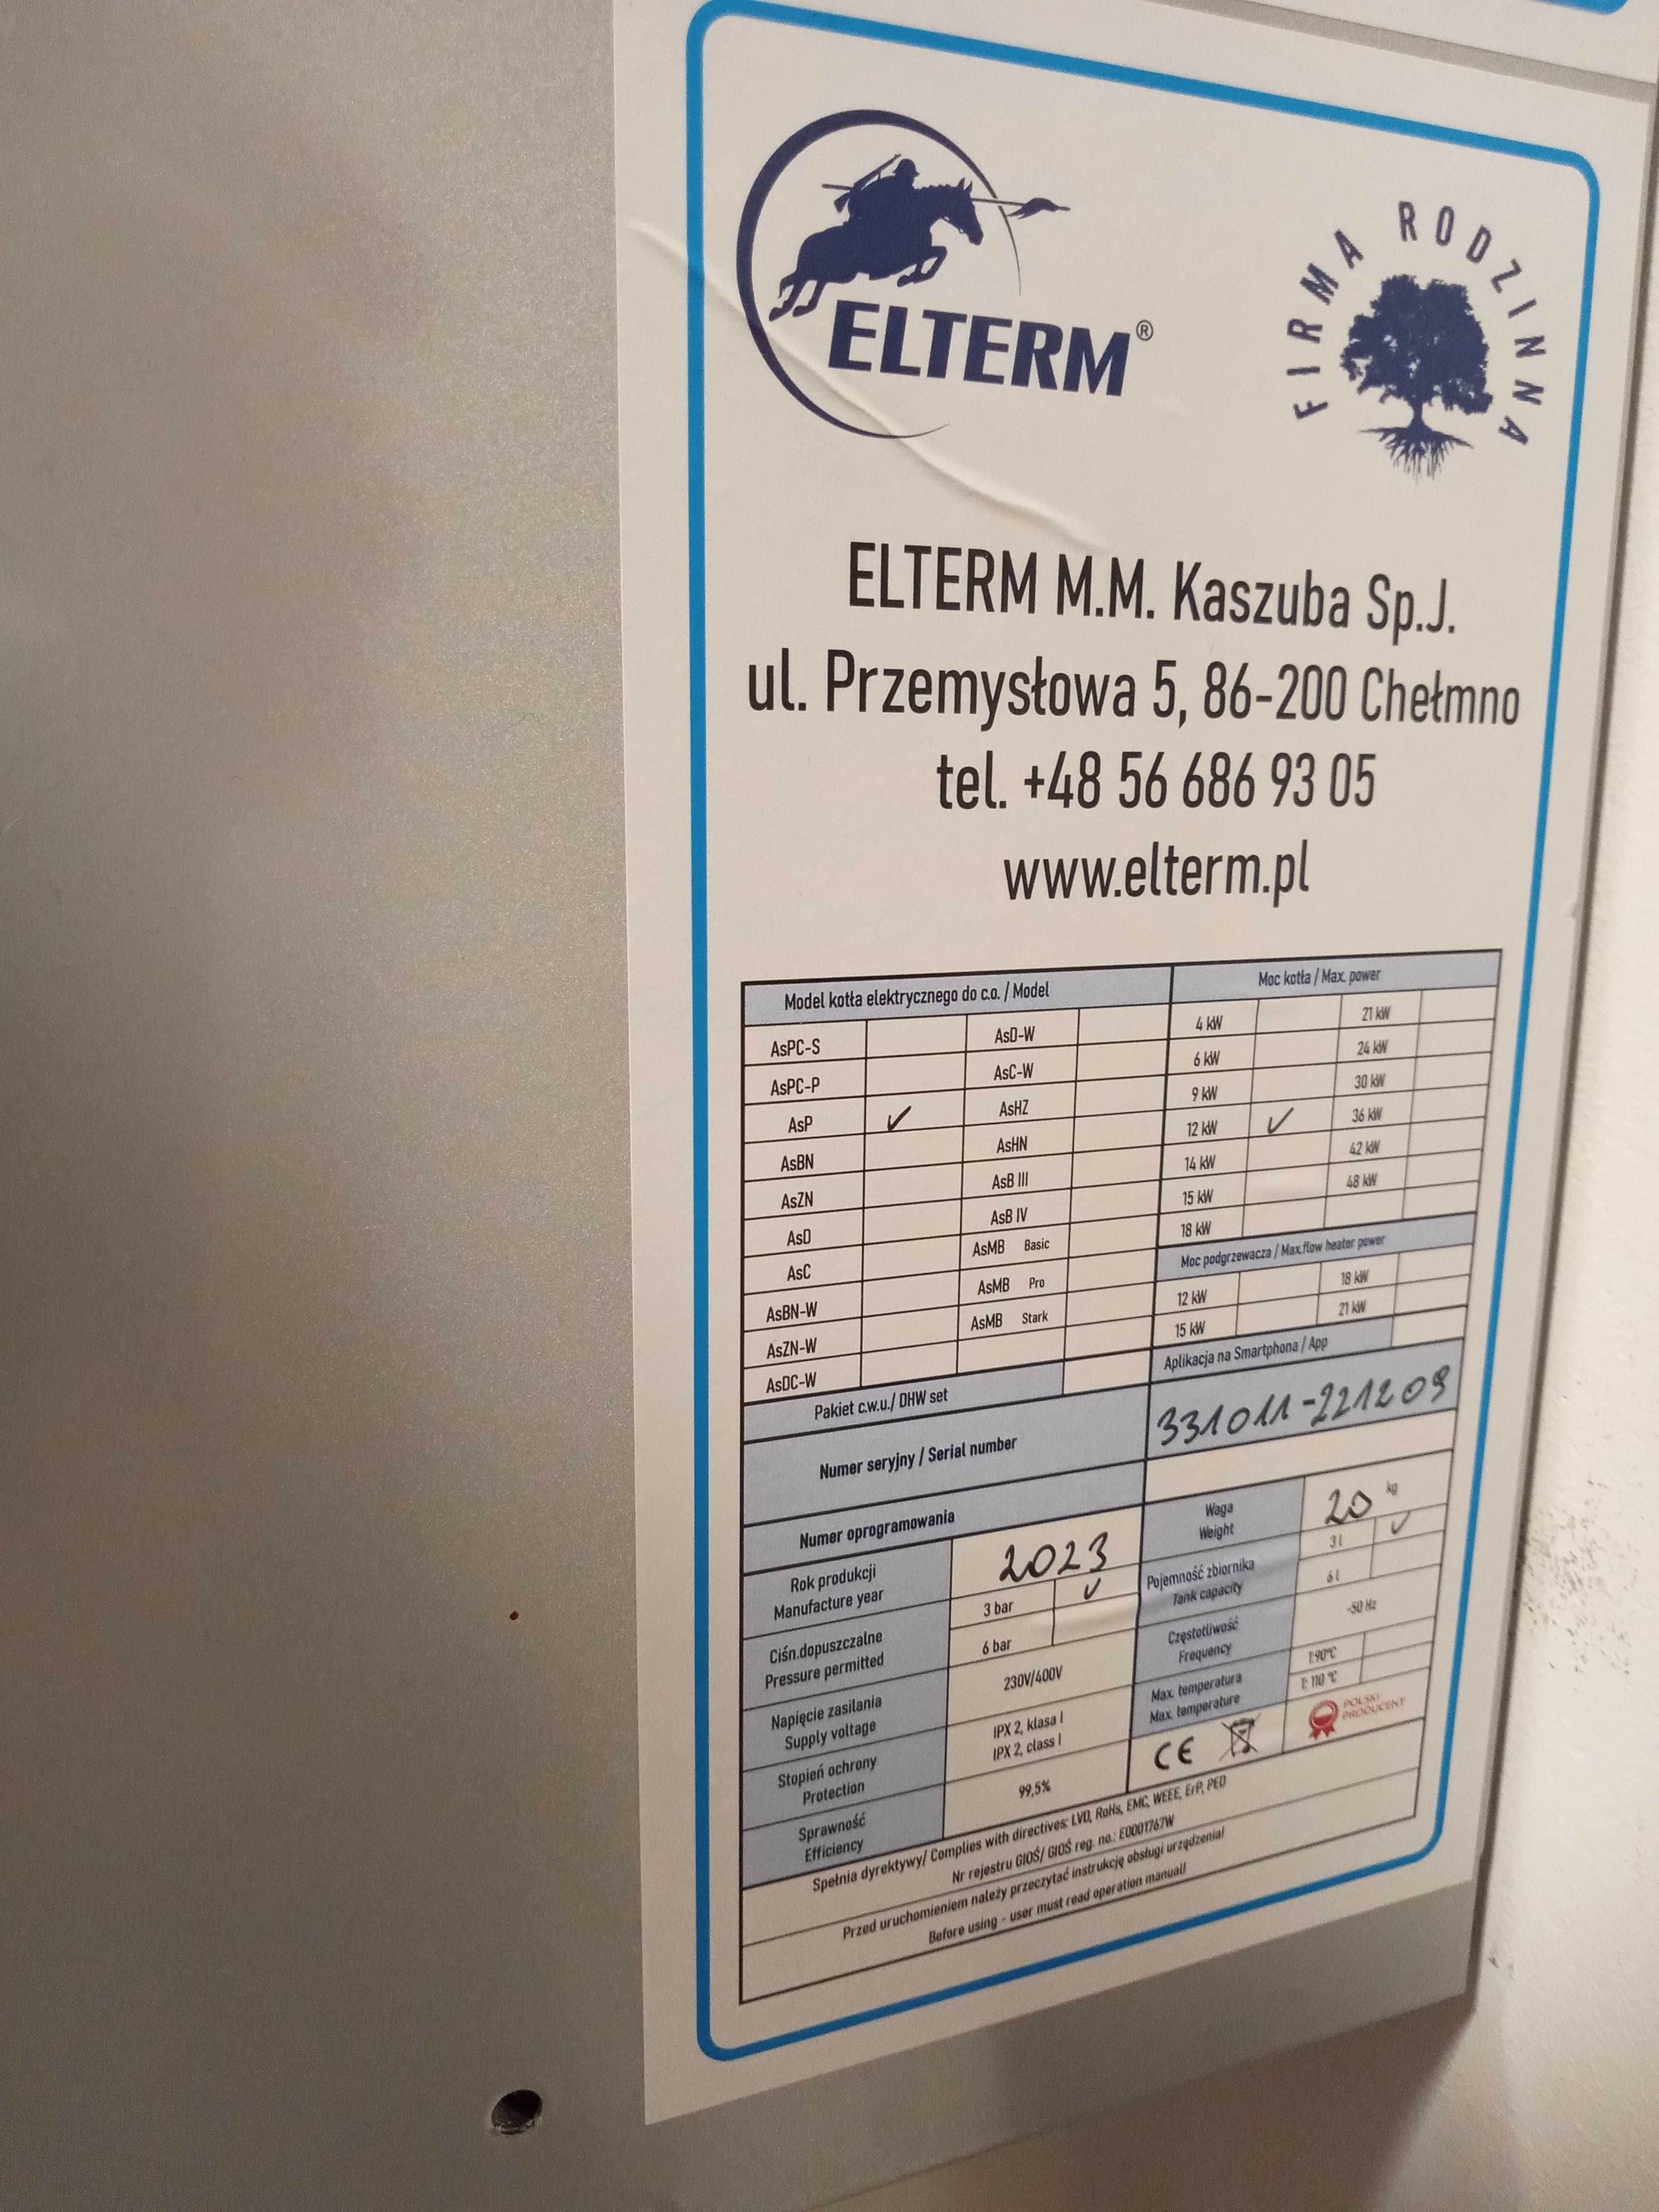 ELTERM®
FIRMA RODZINNA
ELTERM M.M. Kaszuba Sp.J.
ul. Przemysłowa 5, 86-200 Chełmno
tel. +48 56 686 93 05
www.elterm.pl
Model kotła elektrycznego do c.o. / Model
AsPC-S AsD-W
AsPC-P AsC-W
AsP ✓ AsHZ
AsBN AsHN
AsZN AsB III
AsD AsB IV
AsC AsMB Basic
AsBN-W AsMB Pro
AsZN-W AsMB Stark
AsDC-W
Moc kotła / Max. power
4 kW 21 kW
6 kW 24 kW
9 kW 30 kW
12 kW ✓ 36 kW
14 kW 42 kW
15 kW 48 kW
18 kW
Moc podgrzewacza / Max.flow heater power
12 kW 18 kW
15 kW 21 kW
Pakiet c.w.u./ DHW set
Aplikacja na Smartphona / App
Numer seryjny / Serial number
331011-221209
Numer oprogramowania
Rok produkcji
Manufacture year
2023
Ciśn.dopuszczalne
Pressure permitted
3 bar ✓
6 bar
Napięcie zasilania
Supply voltage
230V/400V
Stopień ochrony
Protection
IPX 2, klasa I
IPX 2, class I
Sprawność
Efficiency
99,5%
Waga
Weight
20 kg
Pojemność zbiornika
Tank capacity
3 l ✓
6 l
Częstotliwość
Frequency
~50 Hz
Max. temperatura
Max. temperature
T:90°C
T: 110 °C
CE
POLSKI
PRODUCENT
Spełnia dyrektywy/ Complies with directives: LVD, RoHs, EMC, WEEE, ErP, PED
Nr rejestru GIOŚ/ GIOŚ reg. no.: E0001767W
Przed uruchomieniem należy przeczytać instrukcję obsługi urządzenia!
Before using - user must read operation manual!